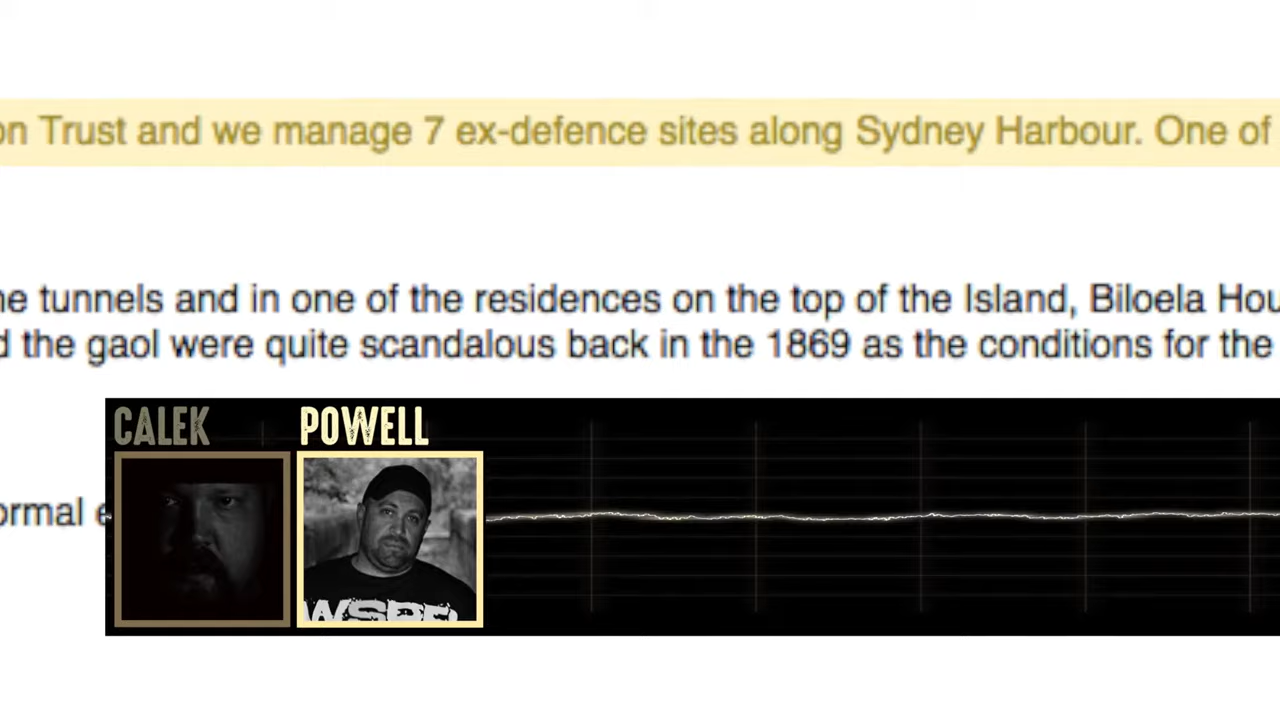 on Trust and we manage 7 ex-defence sites along Sydney Harbour. One of
tunnels and in one of the residences on the top of the Island, Biloela
the gaol were quite scandalous back in the 1869 as the conditions for the
CALEK
POWELL
ormal